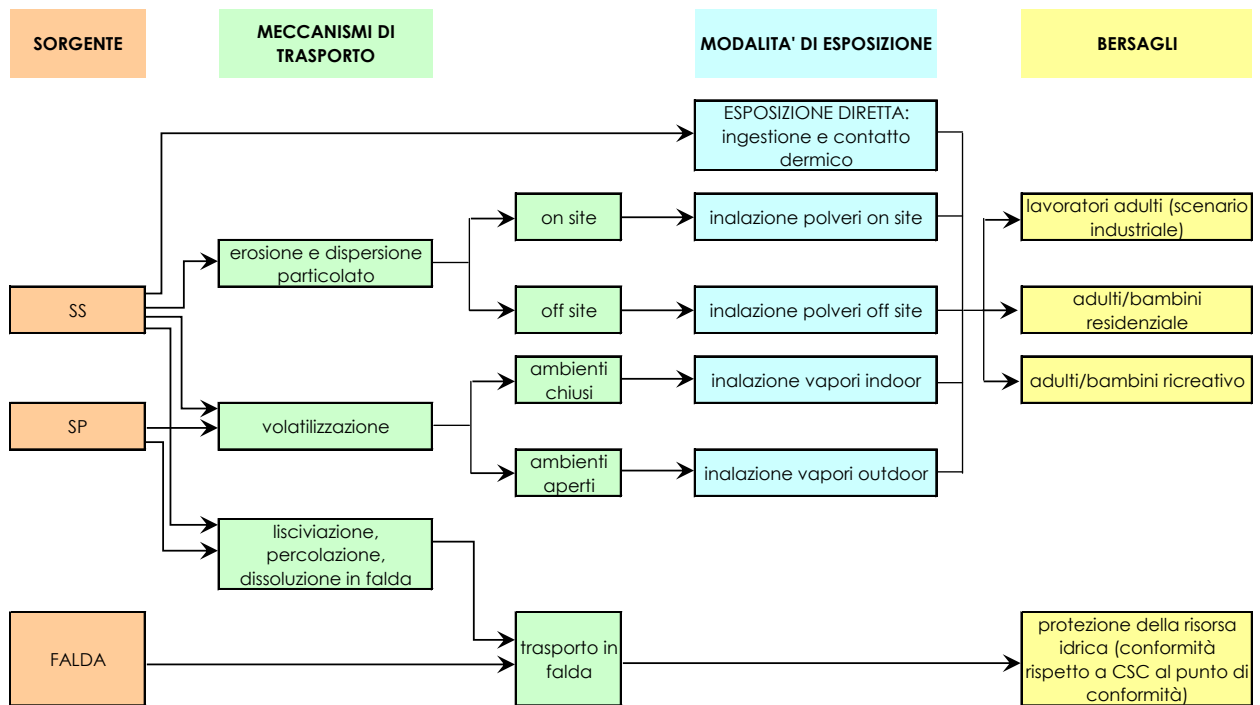 SORGENTE
MECCANISMI DI
TRASPORTO
MODALITA' DI ESPOSIZIONE
BERSAGLI
ESPOSIZIONE DIRETTA:
ingestione e contatto
dermico
on site
inalazione polveri on site
lavoratori adulti (scenario
industriale)
erosione e dispersione
particolato
SS
off site
inalazione polveri off site
adulti/bambini
residenziale
ambienti
chiusi
inalazione vapori indoor
adulti/bambini ricreativo
SP
volatilizzazione
ambienti
aperti
inalazione vapori outdoor
lisciviazione,
percolazione,
dissoluzione in falda
FALDA
trasporto in
falda
protezione della risorsa
idrica (conformità
rispetto a CSC al punto di
conformità)